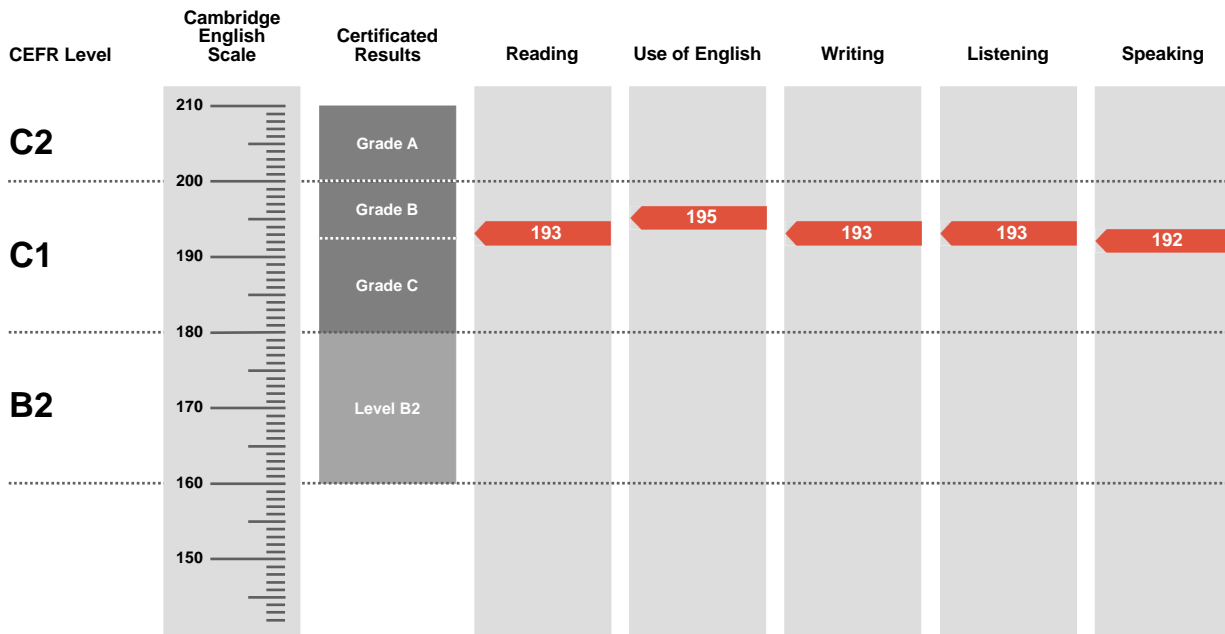 CEFR Level
Cambridge
English
Scale
Certificated
Results
Reading
Use of English
Writing
Listening
Speaking
210
C2
Grade A
200
Grade B
195
193
193
193
192
C1
190
Grade C
180
B2
170
Level B2
160
150